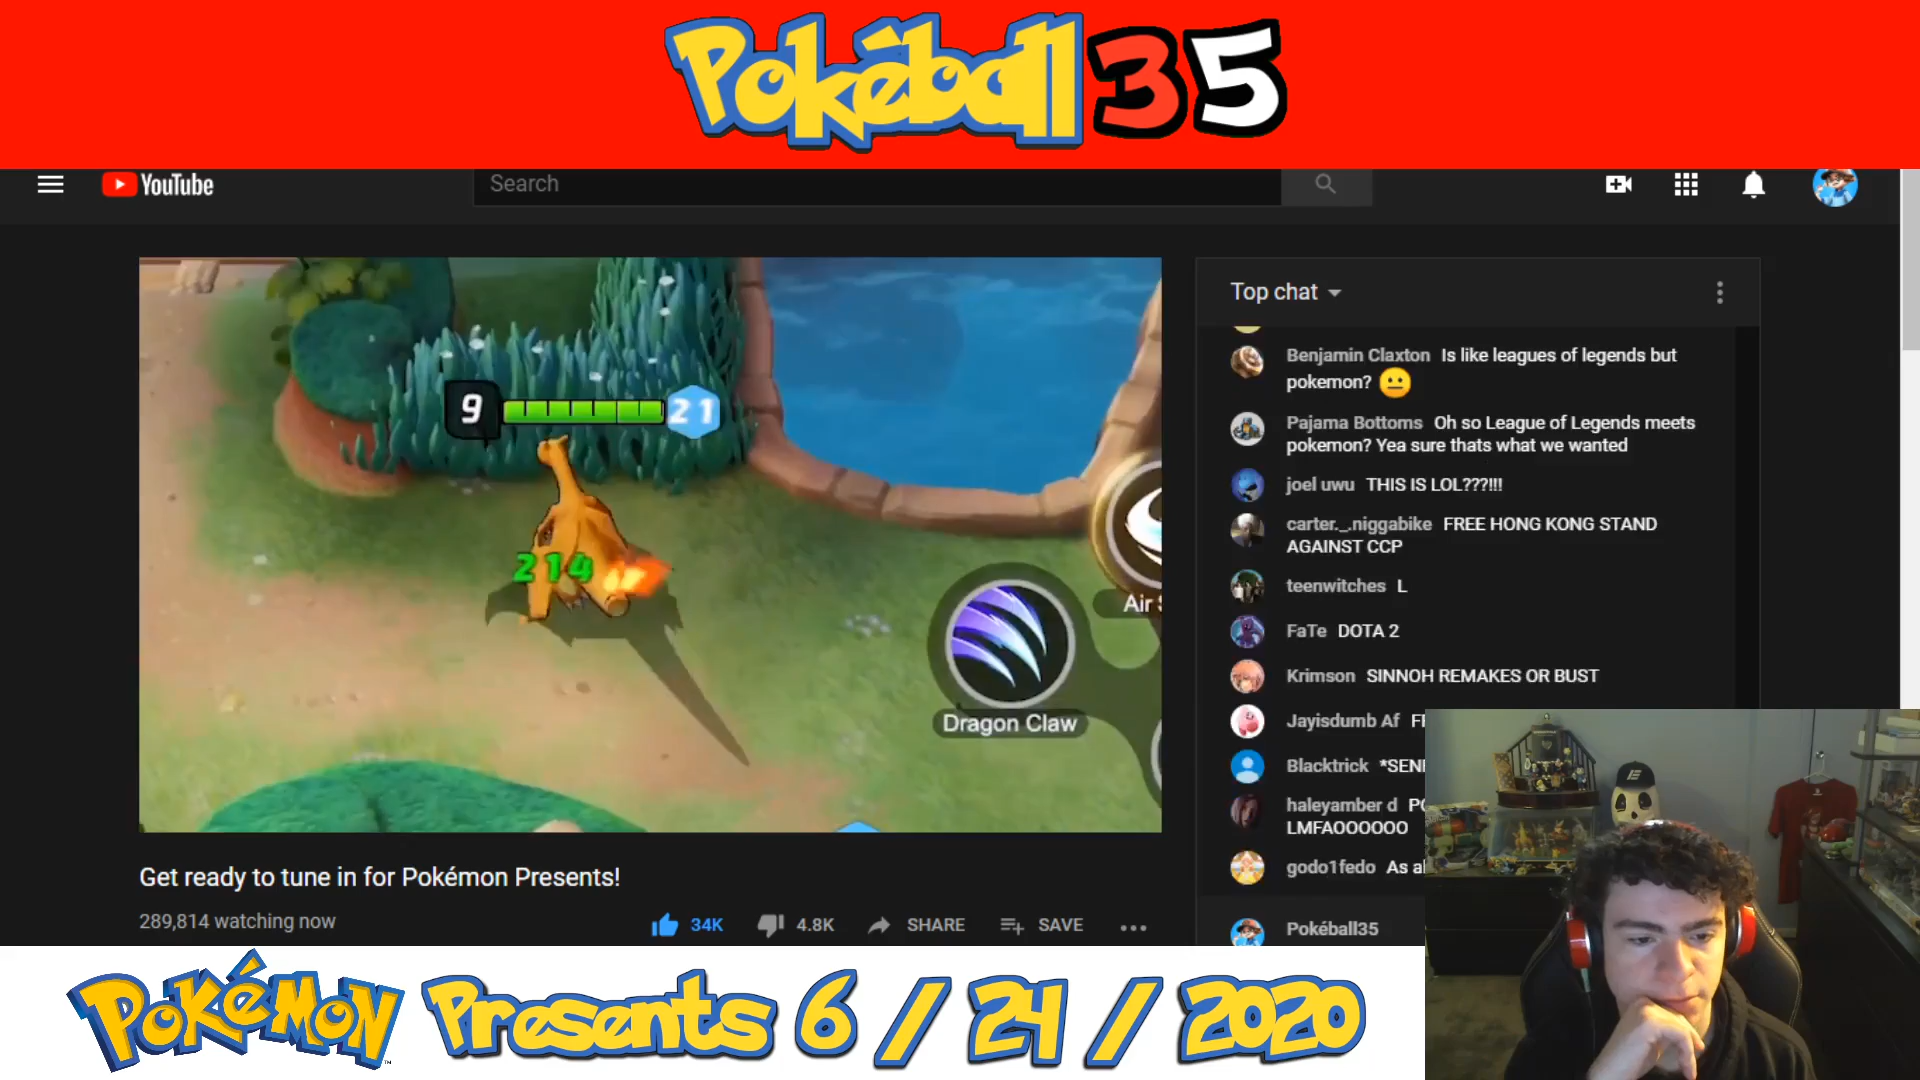 Pokéball35
YouTube
Search
Top chat
Benjamin Claxton Is like leagues of legends but
pokemon?
Pajama Bottoms Oh so League of Legends meets
pokemon? Yea sure thats what we wanted
joel uwu THIS IS LOL???!!!
carter._.niggabike FREE HONG KONG STAND
AGAINST CCP
teenwitches L
FaTe DOTA 2
Krimson SINNOH REMAKES OR BUST
Jayisdumb Af
Blacktrick
haleyamber d
LMFAOOOOOO
godo1fedo As
Pokéball35
9
21
214
Air
Dragon Claw
Get ready to tune in for Pokémon Presents!
289,814 watching now
34K 4.8K SHARE SAVE
POKéMON Presents 6 / 24 / 2020